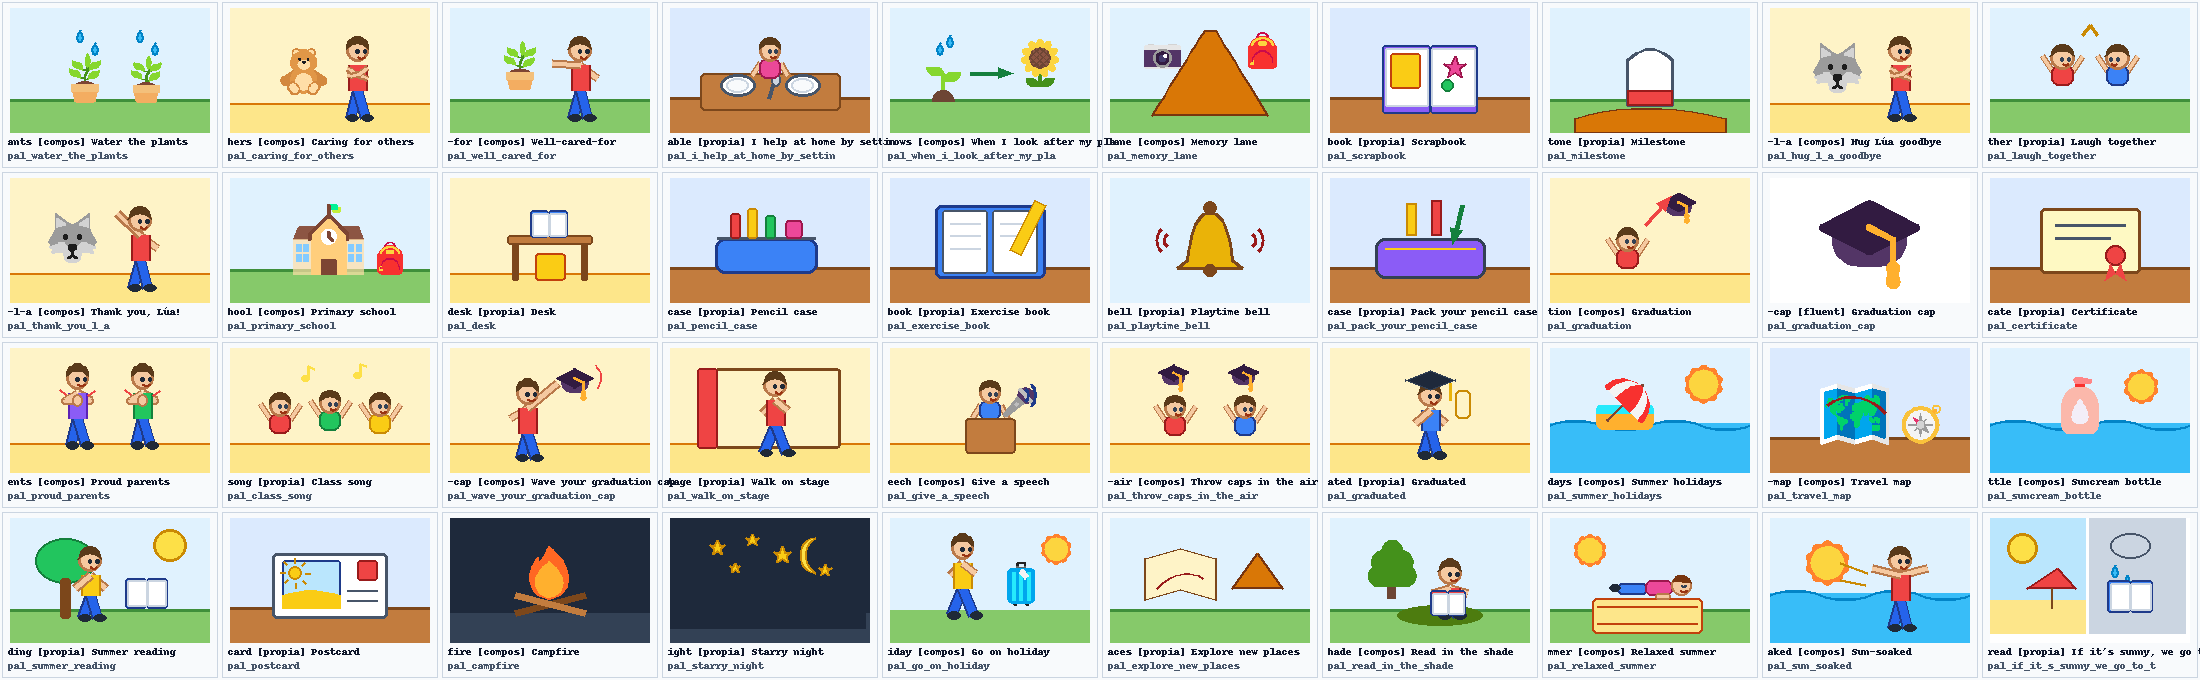 ants [compos] Water the plants
pal_water_the_plants
hers [compos] Caring for others
pal_caring_for_others
-for [compos] Well-cared-for
pal_well_cared_for
able [propia] I help at home by settin
pal_i_help_at_home_by_settin
nows [compos] When I look after my pla
pal_when_i_look_after_my_pla
lane [compos] Memory lane
pal_memory_lane
book [propia] Scrapbook
pal_scrapbook
tone [propia] Milestone
pal_milestone
-l-a [compos] Hug Lúa goodbye
pal_hug_l_a_goodbye
ther [propia] Laugh together
pal_laugh_together
-l-a [compos] Thank you, Lúa!
pal_thank_you_l_a
hool [compos] Primary school
pal_primary_school
desk [propia] Desk
pal_desk
case [propia] Pencil case
pal_pencil_case
book [propia] Exercise book
pal_exercise_book
bell [propia] Playtime bell
pal_playtime_bell
case [propia] Pack your pencil case
pal_pack_your_pencil_case
tion [compos] Graduation
pal_graduation
-cap [fluent] Graduation cap
pal_graduation_cap
cate [propia] Certificate
pal_certificate
ents [compos] Proud parents
pal_proud_parents
song [propia] Class song
pal_class_song
-cap [compos] Wave your graduation cap
pal_wave_your_graduation_cap
tage [propia] Walk on stage
pal_walk_on_stage
eech [compos] Give a speech
pal_give_a_speech
-air [compos] Throw caps in the air
pal_throw_caps_in_the_air
ated [propia] Graduated
pal_graduated
days [compos] Summer holidays
pal_summer_holidays
-map [compos] Travel map
pal_travel_map
ttle [compos] Suncream bottle
pal_suncream_bottle
ding [propia] Summer reading
pal_summer_reading
card [propia] Postcard
pal_postcard
fire [compos] Campfire
pal_campfire
ight [propia] Starry night
pal_starry_night
iday [compos] Go on holiday
pal_go_on_holiday
aces [propia] Explore new places
pal_explore_new_places
hade [compos] Read in the shade
pal_read_in_the_shade
mmer [compos] Relaxed summer
pal_relaxed_summer
aked [compos] Sun-soaked
pal_sun_soaked
read [propia] If it's sunny, we go
pal_if_it_s_sunny_we_go_to_t